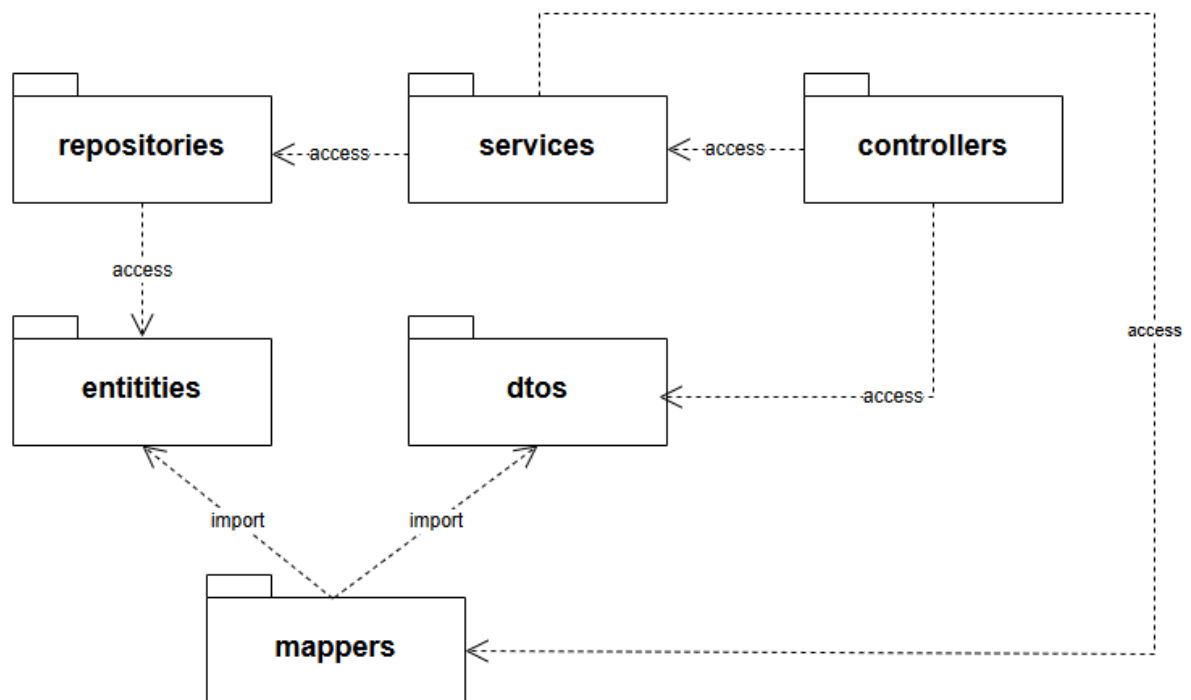 repositories
access
services
access
controllers
access
access
entitities
dtos
access
import
import
mappers